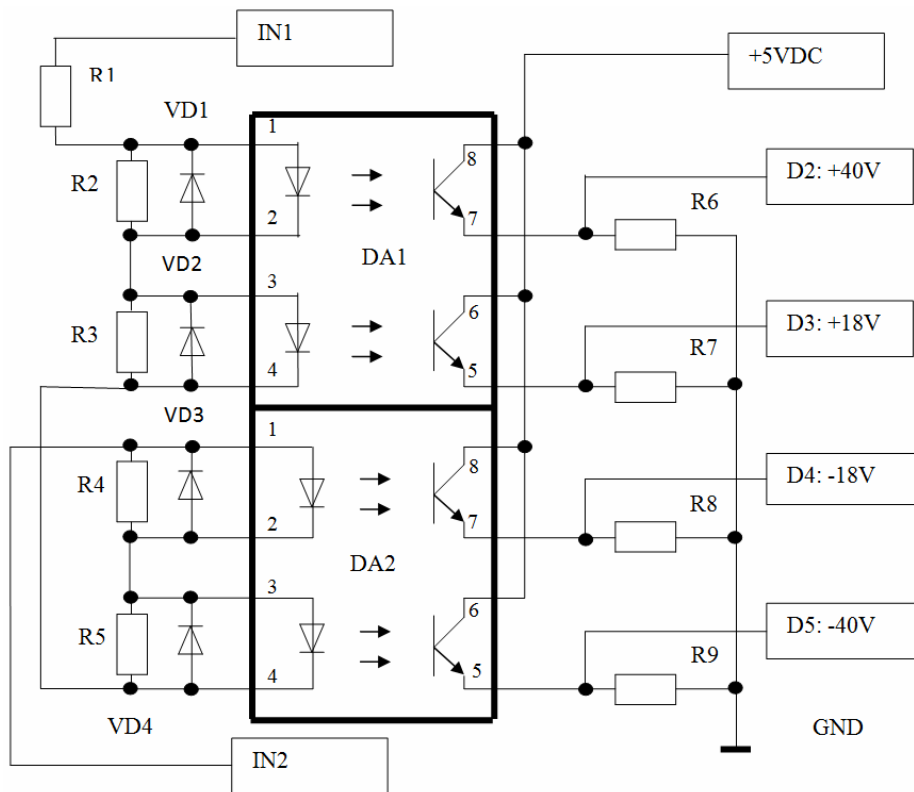 IN1
+5VDC
R1
VD1
1
8
D2: +40V
R2
R6
2
7
VD2
DA1
3
6
D3: +18V
R3
R7
4
5
VD3
1
8
D4: -18V
R4
R8
2
7
DA2
3
6
D5: -40V
R5
R9
4
5
VD4
GND
IN2